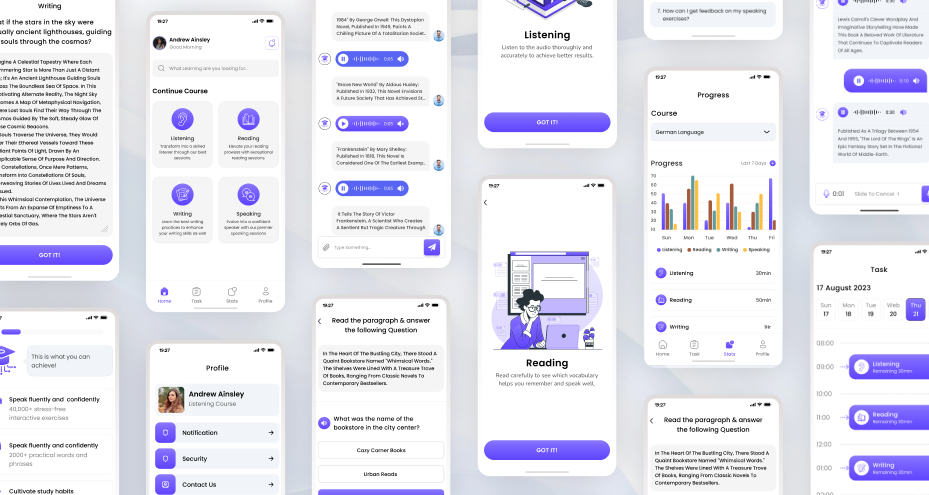 Writing
at if the stars in the sky were
ually ancient lighthouses, guiding
souls through the cosmos?
gine A Celestial Tapestry Where Each
mmering Star Is More Than Just A Distant
; It's An Ancient Lighthouse Guiding Souls
oss The Boundless Sea Of Space. In This
tivating Alternate Reality, The Night Sky
omes A Map Of Metaphysical Navigation,
ere Lost Souls Find Their Way Through The
mos Guided By The Soft, Steady Glow Of
se Cosmic Beacons.
Souls Traverse The Universe, They Would
er Their Ethereal Vessels Toward These
iant Points Of Light, Drawn By An
plicable Sense Of Purpose And Direction.
Constellations, Once Mere Patterns,
nsform Into Constellations Of Souls,
rweaving Stories Of Lives Lived And Dreams
sued.
his Whimsical Contemplation, The Universe
ts From An Expanse Of Emptiness To A
estial Sanctuary, Where The Stars Aren't
ely Orbs Of Gas.
GOT IT!
This is what you can
achieve!
Speak fluently and confidently
40,000+ stress-free
interactive exercises
Speak fluently and confidently
2000+ practical words and
phrases
Cultivate study habits
19:27
Andrew Ainsley
Good Morning
What Learning are you looking for..
Continue Course
Listening
Transform into a skilled
listener through our best
sessions.
Reading
Elevate your reading
prowess with exceptional
reading sessions
Writing
Learn the best writing
practices to enhance
your writing skills as well
Speaking
Evolve into a confident
speaker with our premier
speaking sessions
Home
Task
Stats
Profile
19:27
Profile
Andrew Ainsley
Listening Course
Notification
Security
Contact Us
1984" By George Orwell: This Dystopian
Novel, Published In 1949, Paints A
Chilling Picture Of A Totalitarian Societ..
0:05
"Brave New World" By Aldous Huxley:
Published In 1932, This Novel Envisions
A Future Society That Has Achieved St..
0:05
"Frankenstein" By Mary Shelley:
Published In 1818, This Novel Is
Considered One Of The Earliest Examp..
0:05
It Tells The Story Of Victor
Frankenstein, A Scientist Who Creates
A Sentient But Tragic Creature Through
Type Something...
19:27
Read the paragraph & answer
the following Question
In The Heart Of The Bustling City, There Stood A
Quaint Bookstore Named "Whimsical Words."
The Shelves Were Lined With A Treasure Trove
Of Books, Ranging From Classic Novels To
Contemporary Bestsellers.
What was the name of the
bookstore in the city center?
Cozy Corner Books
Urban Reads
Listening
Listen to the audio thoroughly and
accurately to achieve better results.
GOT IT!
19:27
Reading
Read carefully to see which vocabulary
helps you remember and speak well,
GOT IT!
7. How can I get feedback on my speaking
exercises?
19:27
Progress
Course
German Language
Progress
Last 7 Days
70
60
50
40
30
20
10
Sun Mon Tue Wed Thu Fri
Listening Reading Writing Speaking
Listening 30min
Reading 50min
Writing 1Hr
Home
Task
Stats
Profile
19:27
Read the paragraph & answer
the following Question
In The Heart Of The Bustling City, There Stood A
Quaint Bookstore Named "Whimsical Words."
The Shelves Were Lined With A Treasure Trove
Of Books, Ranging From Classic Novels To
Contemporary Bestsellers.
Lewis Carroll's Clever Wordplay And
Imaginative Storytelling Have Made
This Book A Beloved Work Of Literature
That Continues To Captivate Readers
Of All Ages.
0:10
0:30
Published As A Trilogy Between 1954
And 1955, "The Lord Of The Rings" Is An
Epic Fantasy Story Set In The Fictional
World Of Middle-Earth.
0:01
Slide To Cancel
19:27
Task
17 August 2023
Sun Mon Tue Wed Thu
17 18 19 20 21
08:00
09:00
Listening
Remaining 30min
10:00
11:00
Reading
Remaining 30min
12:00
01:00
Writing
Remaining 30min